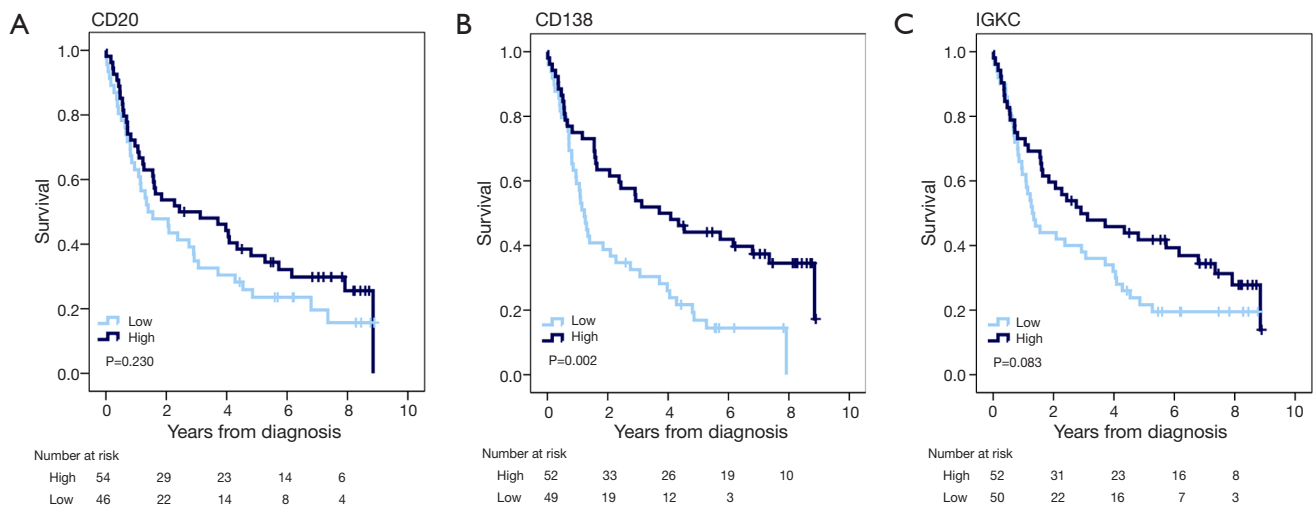 A
CD20
1.0
0.8
0.6
0.4
0.2
0.0
Survival
Low
High
P=0.230
0 2 4 6 8 10
Years from diagnosis
Number at risk
High 54 29 23 14 6
Low 46 22 14 8 4
B
CD138
1.0
0.8
0.6
0.4
0.2
0.0
Survival
Low
High
P=0.002
0 2 4 6 8 10
Years from diagnosis
Number at risk
High 52 33 26 19 10
Low 49 19 12 3
C
IGKC
1.0
0.8
0.6
0.4
0.2
0.0
Survival
Low
High
P=0.083
0 2 4 6 8 10
Years from diagnosis
Number at risk
High 52 31 23 16 8
Low 50 22 16 7 3